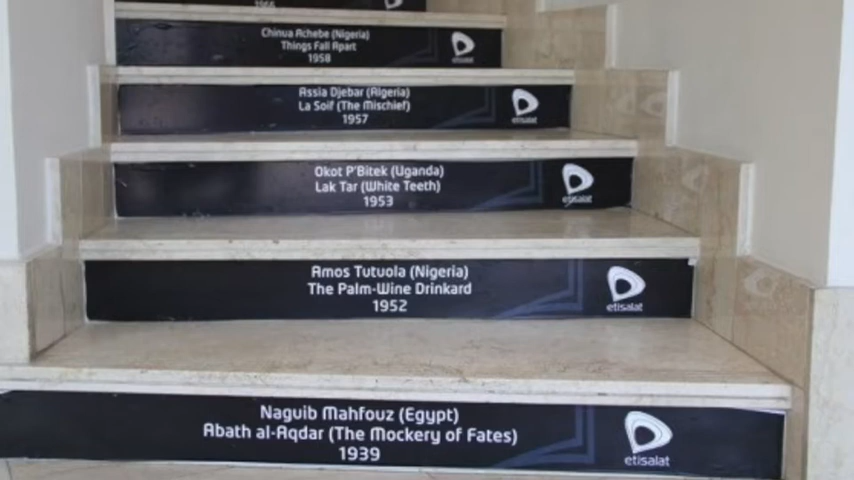 1966
Chinua Achebe (Nigeria)
Things Fall Apart
1958
etisalat
Assia Djebar (Algeria)
La Soif (The Mischief)
1957
etisalat
Okot P'Bitek (Uganda)
Lak Tar (White Teeth)
1953
etisalat
Amos Tutuola (Nigeria)
The Palm-Wine Drinkard
1952
etisalat
Naguib Mahfouz (Egypt)
Abath al-Aqdar (The Mockery of Fates)
1939
etisalat